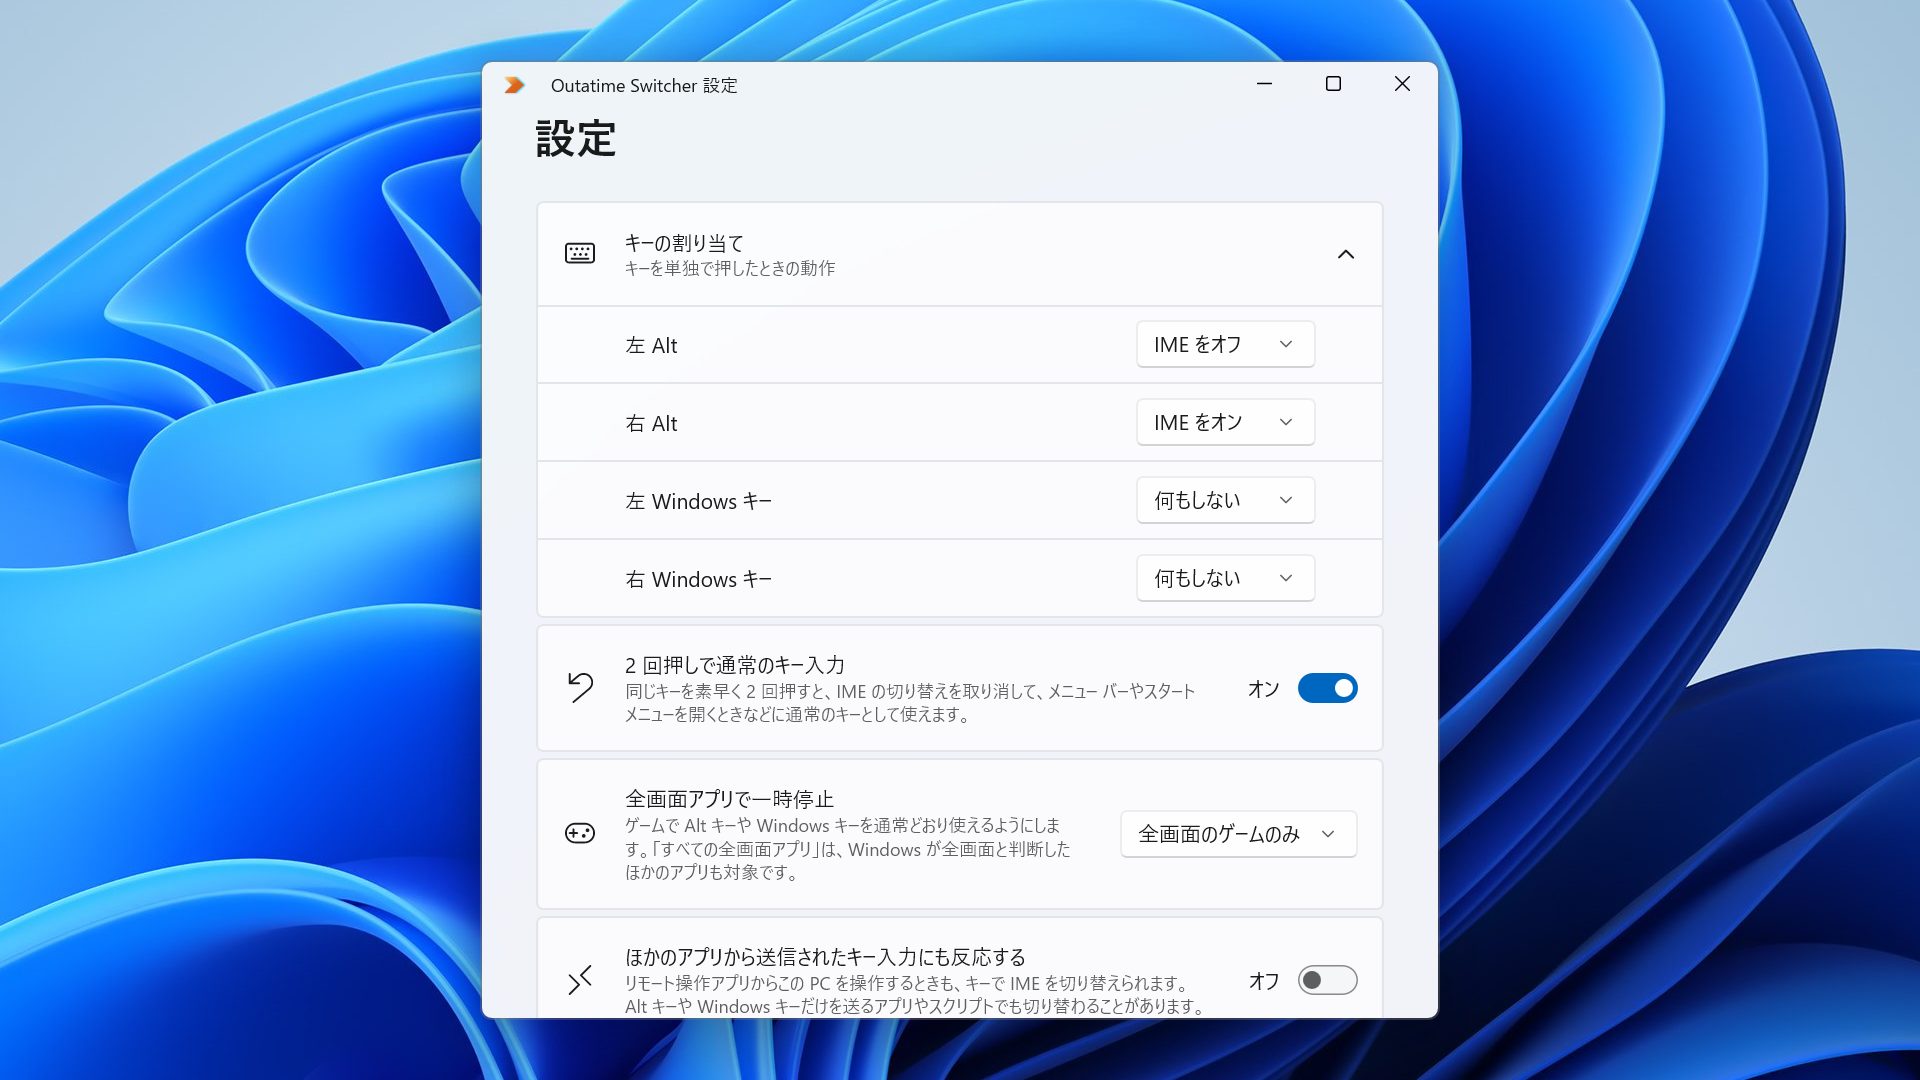 Outatime Switcher 設定
設定
キーの割り当て
キーを単独で押したときの動作
左 Alt
IME をオフ
右 Alt
IME をオン
左 Windows キー
何もしない
右 Windows キー
何もしない
2 回押しで通常のキー入力
同じキーを素早く 2 回押すと、IME の切り替えを取り消して、メニュー バーやスタート
メニューを開くときなどに通常のキーとして使えます。
オン
全画面アプリで一時停止
ゲームで Alt キーや Windows キーを通常どおり使えるようにしま
す。「すべての全画面アプリ」は、Windows が全画面と判断した
ほかのアプリも対象です。
全画面のゲームのみ
ほかのアプリから送信されたキー入力にも反応する
リモート操作アプリからこの PC を操作するときも、キーで IME を切り替えられます。
Alt キーや Windows キーだけを送るアプリやスクリプトでも切り替わることがあります。
オフ